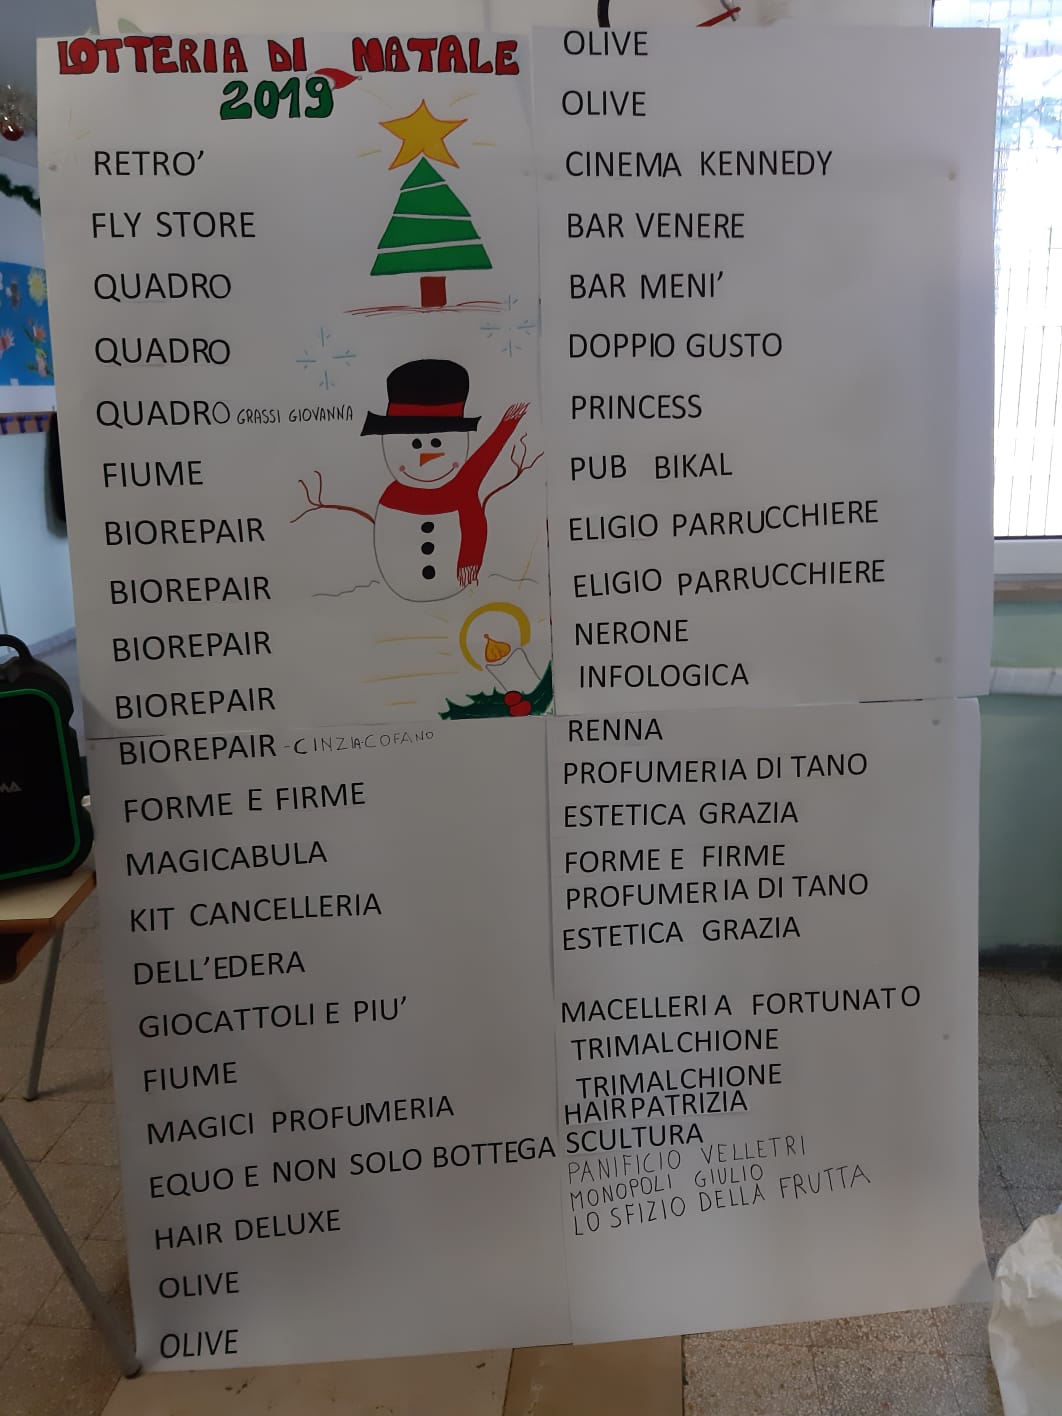 LOTTERIA DI NATALE
2019
RETRO'
FLY STORE
QUADRO
QUADRO
QUADRO GRASSI GIOVANNA
FIUME
BIOREPAIR
BIOREPAIR
BIOREPAIR
BIOREPAIR
BIOREPAIR - CINZIA COFANO
FORME E FIRME
MAGICABULA
KIT CANCELLERIA
DELL'EDERA
GIOCATTOLI E PIU'
FIUME
MAGICI PROFUMERIA
EQUO E NON SOLO BOTTEGA
HAIR DELUXE
OLIVE
OLIVE
OLIVE
OLIVE
CINEMA KENNEDY
BAR VENERE
BAR MENI'
DOPPIO GUSTO
PRINCESS
PUB BIKAL
ELIGIO PARRUCCHIERE
ELIGIO PARRUCCHIERE
NERONE
INFOLOGICA
RENNA
PROFUMERIA DI TANO
ESTETICA GRAZIA
FORME E FIRME
PROFUMERIA DI TANO
ESTETICA GRAZIA
MACELLERIA FORTUNATO
TRIMALCHIONE
TRIMALCHIONE
HAIR PATRIZIA
SCULTURA
PANIFICIO VELLETRI
MONOPOLI GIULIO
LO SFIZIO DELLA FRUTTA